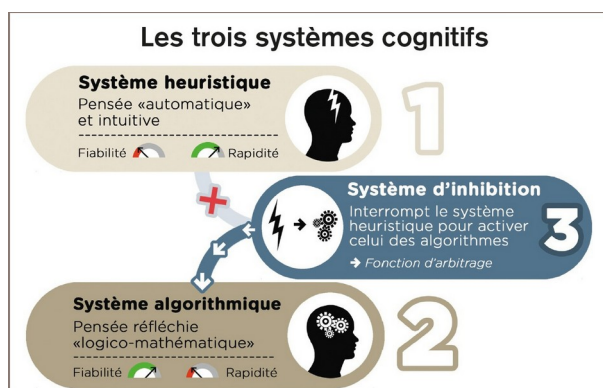 Les trois systèmes cognitifs
Système heuristique
Pensée «automatique»
et intuitive
Fiabilité Rapidité
1
Système d'inhibition
Interrompt le système
heuristique pour activer
celui des algorithmes
→ Fonction d'arbitrage
3
Système algorithmique
Pensée réfléchie
«logico-mathématique»
Fiabilité Rapidité
2